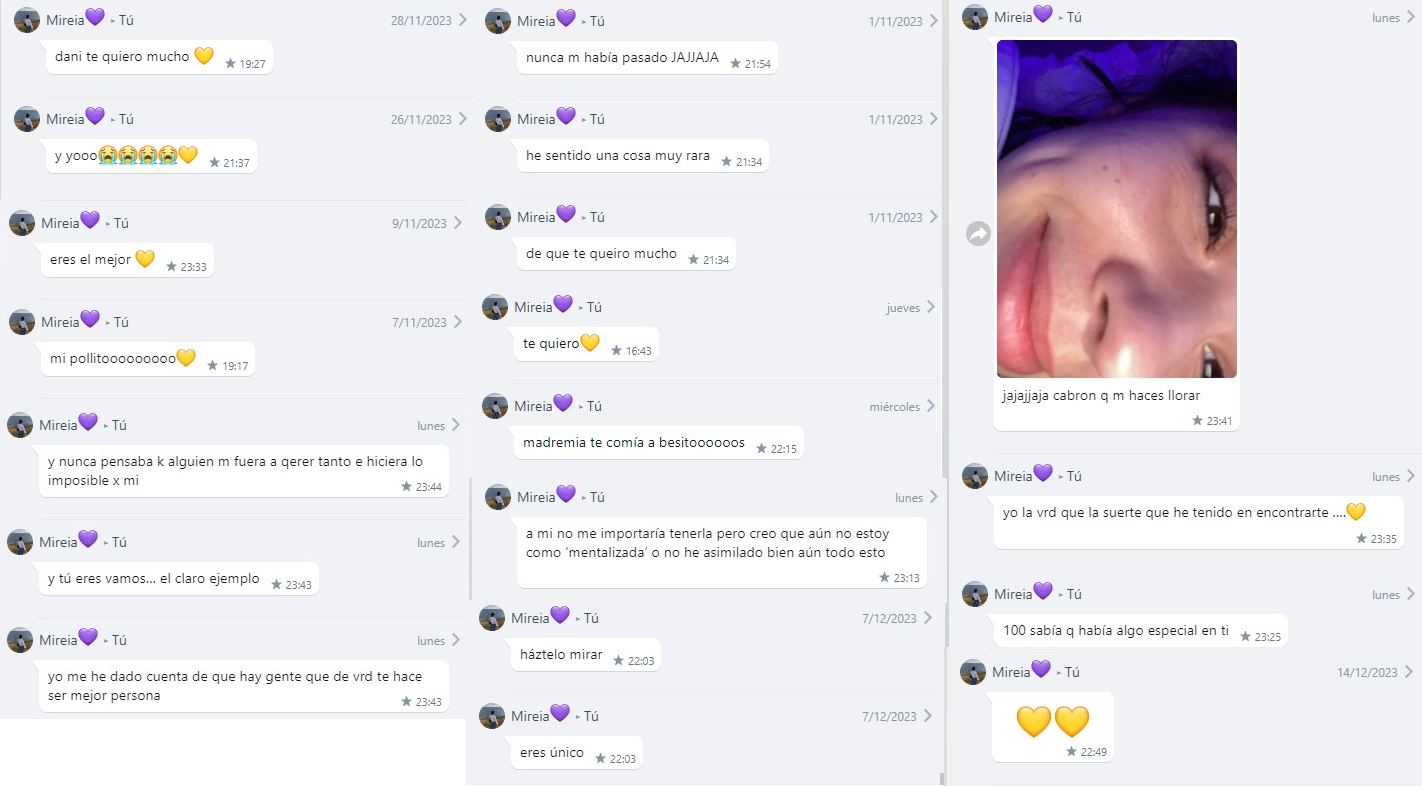 Mireia💜 ▸ Tú 28/11/2023
dani te quiero mucho 💛 ★ 19:27
Mireia💜 ▸ Tú 26/11/2023
y yooo😭😭😭😭💛 ★ 21:37
Mireia💜 ▸ Tú 9/11/2023
eres el mejor 💛 ★ 23:33
Mireia💜 ▸ Tú 7/11/2023
mi pollitooooooooo💛 ★ 19:17
Mireia💜 ▸ Tú lunes
y nunca pensaba k alguien m fuera a qerer tanto e hiciera lo
imposible x mi ★ 23:44
Mireia💜 ▸ Tú lunes
y tú eres vamos... el claro ejemplo ★ 23:43
Mireia💜 ▸ Tú lunes
yo me he dado cuenta de que hay gente que de vrd te hace
ser mejor persona ★ 23:43
Mireia💜 ▸ Tú 1/11/2023
nunca m había pasado JAJJAJA ★ 21:54
Mireia💜 ▸ Tú 1/11/2023
he sentido una cosa muy rara ★ 21:34
Mireia💜 ▸ Tú 1/11/2023
de que te queiro mucho ★ 21:34
Mireia💜 ▸ Tú jueves
te quiero💛 ★ 16:43
Mireia💜 ▸ Tú miércoles
madremia te comía a besitoooooos ★ 22:15
Mireia💜 ▸ Tú lunes
a mi no me importaría tenerla pero creo que aún no estoy
como ‘mentalizada’ o no he asimilado bien aún todo esto
★ 23:13
Mireia💜 ▸ Tú 7/12/2023
háztelo mirar ★ 22:03
Mireia💜 ▸ Tú 7/12/2023
eres único ★ 22:03
Mireia💜 ▸ Tú lunes
jajajjaja cabron q m haces llorar
★ 23:41
Mireia💜 ▸ Tú lunes
yo la vrd que la suerte que he tenido en encontrarte ....💛
★ 23:35
Mireia💜 ▸ Tú lunes
100 sabía q había algo especial en ti ★ 23:25
Mireia💜 ▸ Tú 14/12/2023
💛💛
★ 22:49